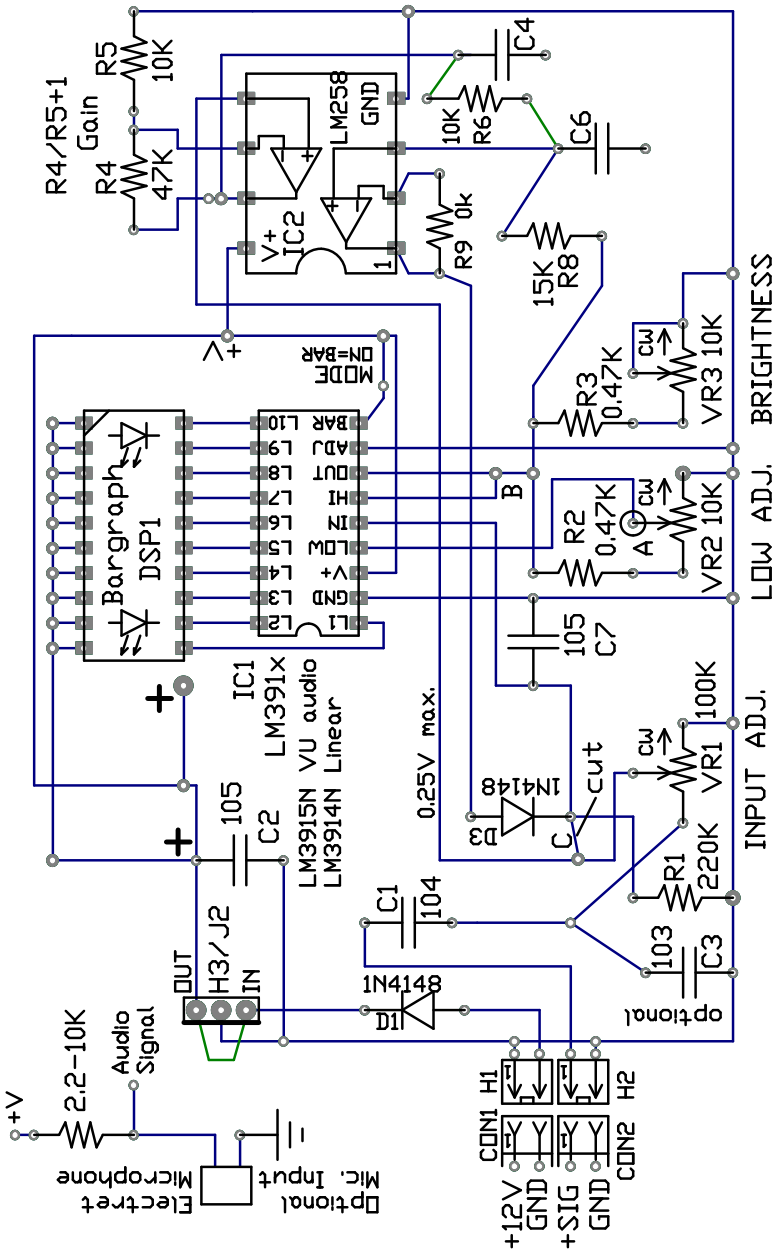 R4/R5+1
Gain
R5
10K
R4
47K
LM258
GND
V+
IC2
1
C4
10K
R6
C6
R9
0k
15K
R8
V+
MODE
ON=BAR
Bargraph
DSP1
L10
L9
L8
L7
L6
L5
L4
L3
L2
BAR
ADJ
OUT
HI
IN
LOW
V+
GND
L1
IC1
LM391x
LM3915N VU audio
LM3914N Linear
B
R3
0.47K
CW
VR3 10K
BRIGHTNESS
R2
0.47K
A
CW
VR2 10K
LOW ADJ.
105
C7
0.25V max.
1N4148
D3
C
cut
CW
VR1
100K
INPUT ADJ.
R1
220K
+
+
105
C2
C1
104
103
C3
optional
OUT
H3/J2
IN
1N4148
D1
+V
2.2-10K
Audio
Signal
Electret
Microphone
Optional
Mic. Input
H1
1
H2
1
CON1
1
CON2
1
+12V
GND
+SIG
GND